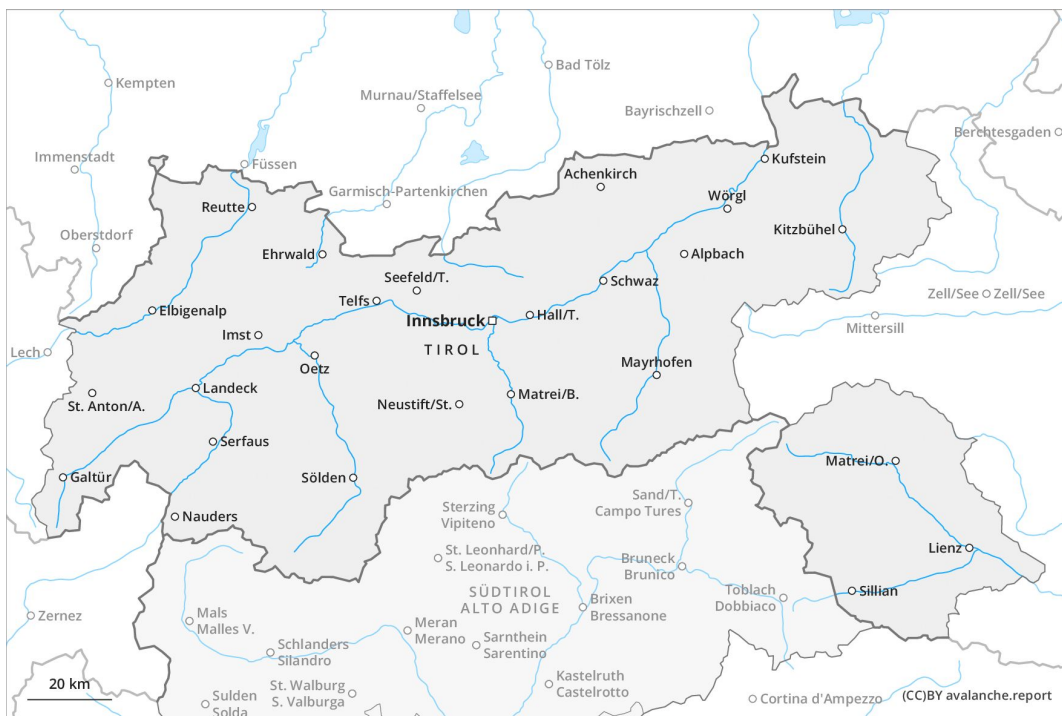 Kempten
Bad Tölz
Murnau/Staffelsee
Bayrischzell
Berchtesgaden
Immenstadt
Füssen
Kufstein
Achenkirch
Garmisch-Partenkirchen
Reutte
Wörgl
Oberstdorf
Kitzbühel
Ehrwald
Alpbach
Seefeld/T.
Schwaz
Zell/See
Zell/See
Telfs
Elbigenalp
Hall/T.
Innsbruck
Mittersill
Imst
TIROL
Lech
Oetz
Mayrhofen
Landeck
St. Anton/A.
Neustift/St.
Matrei/B.
Serfaus
Matrei/O.
Galtür
Sölden
Sand/T.
Campo Tures
Sterzing
Vipiteno
Nauders
Lienz
St. Leonhard/P.
S. Leonardo i. P.
Bruneck
Brunico
SÜDTIROL
ALTO ADIGE
Toblach
Dobbiaco
Sillian
Brixen
Bressanone
Zernez
Mals
Malles V.
Meran
Merano
Sarnthein
Sarentino
Schlanders
Silandro
Kastelruth
Castelrotto
St. Walburg
S. Valburga
20 km
Sulden
Solda
Cortina d'Ampezzo
(CC)BY avalanche.report